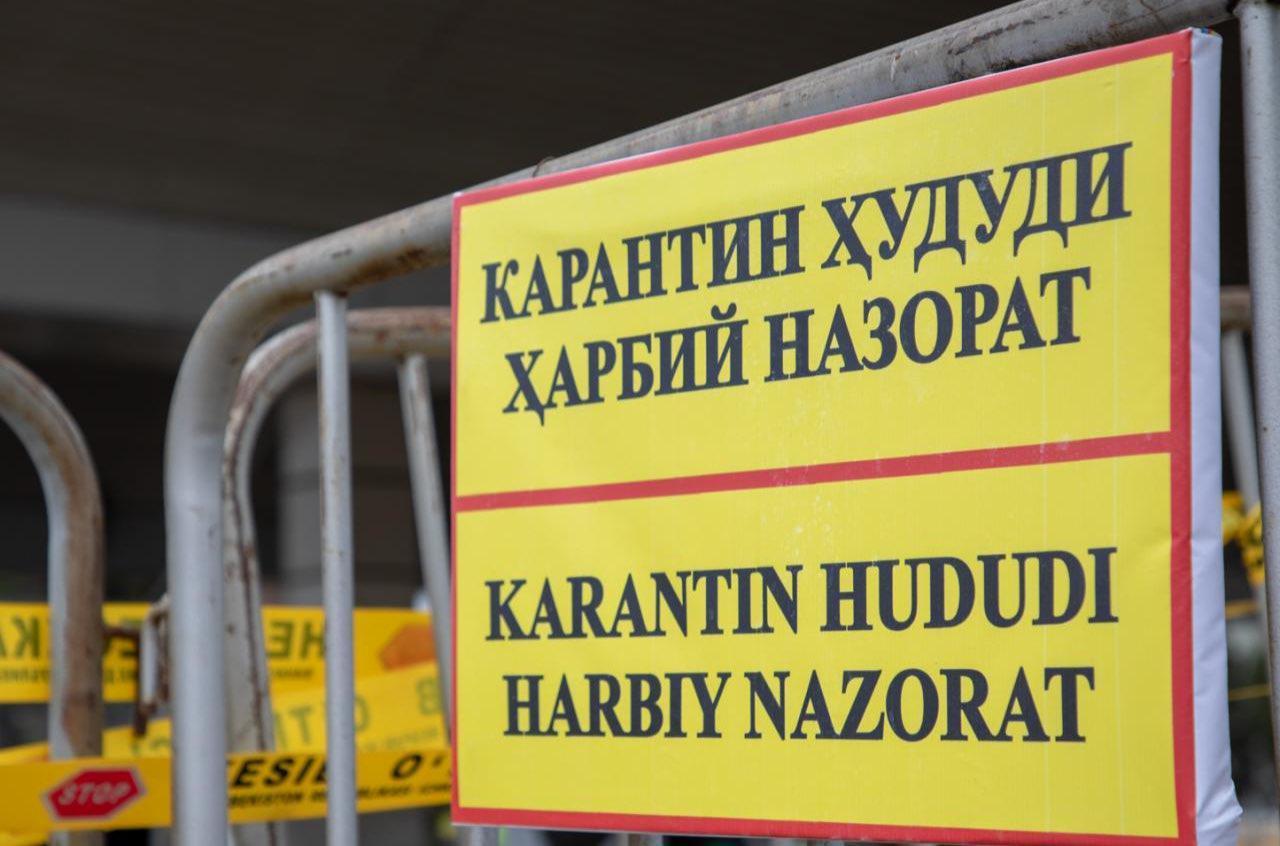 КАРАНТИН ҲУДУДИ
ҲАРБИЙ НАЗОРАТ
KARANTIN HUDUDI
HARBIY NAZORAT
STOP